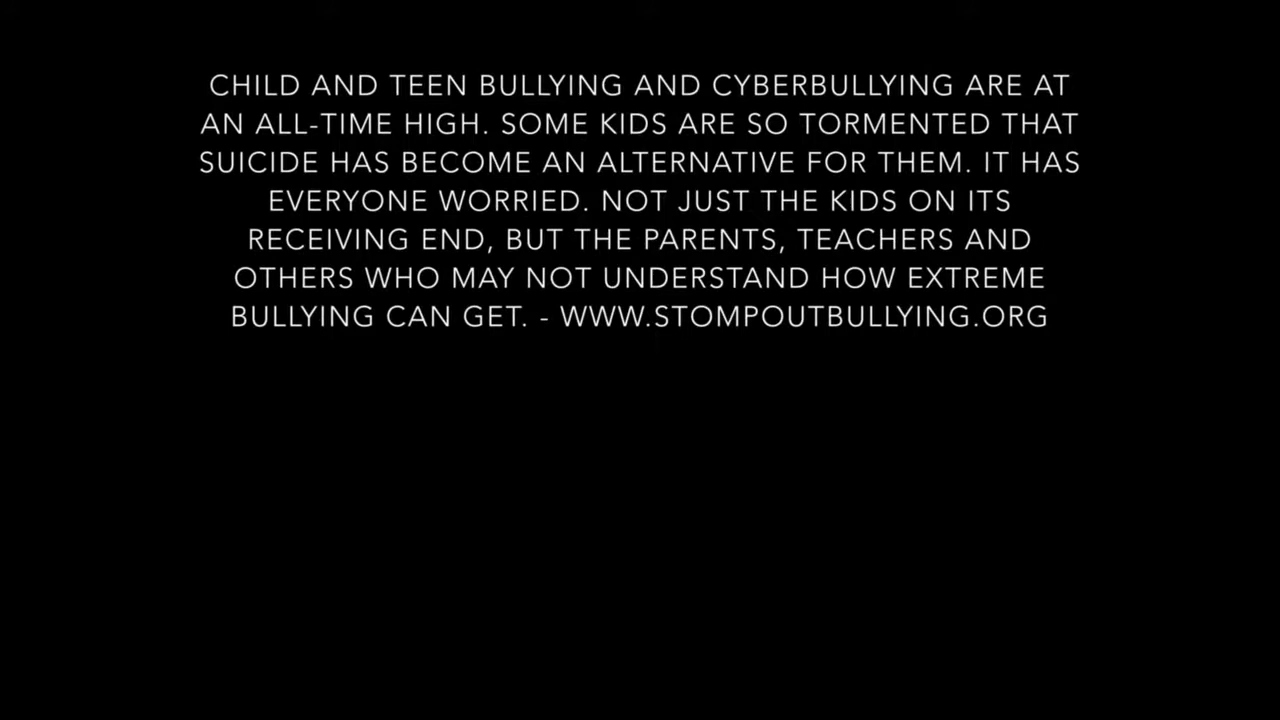 CHILD AND TEEN BULLYING AND CYBERBULLYING ARE AT
AN ALL-TIME HIGH. SOME KIDS ARE SO TORMENTED THAT
SUICIDE HAS BECOME AN ALTERNATIVE FOR THEM. IT HAS
EVERYONE WORRIED. NOT JUST THE KIDS ON ITS
RECEIVING END, BUT THE PARENTS, TEACHERS AND
OTHERS WHO MAY NOT UNDERSTAND HOW EXTREME
BULLYING CAN GET. - WWW.STOMPOUTBULLYING.ORG